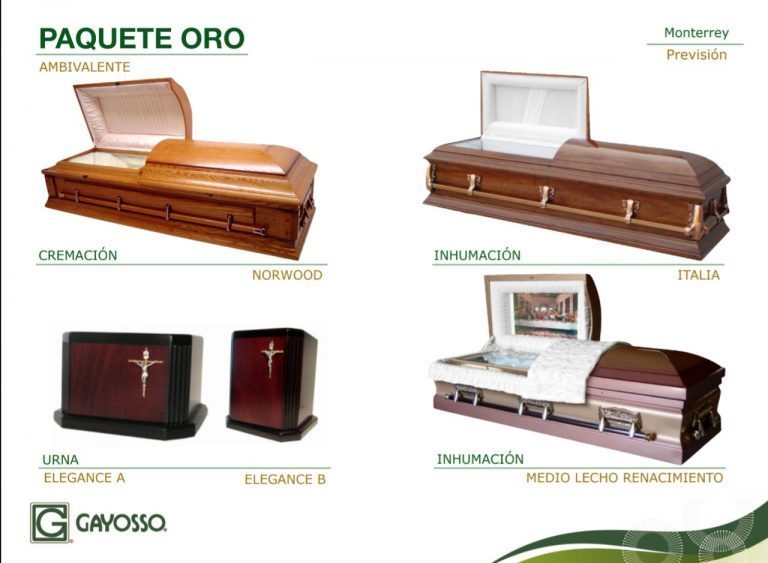 PAQUETE ORO
AMBIVALENTE
Monterrey
Previsión
CREMACIÓN
NORWOOD
INHUMACIÓN
ITALIA
URNA
ELEGANCE A
ELEGANCE B
INHUMACIÓN
MEDIO LECHO RENACIMIENTO
G GAYOSSO®